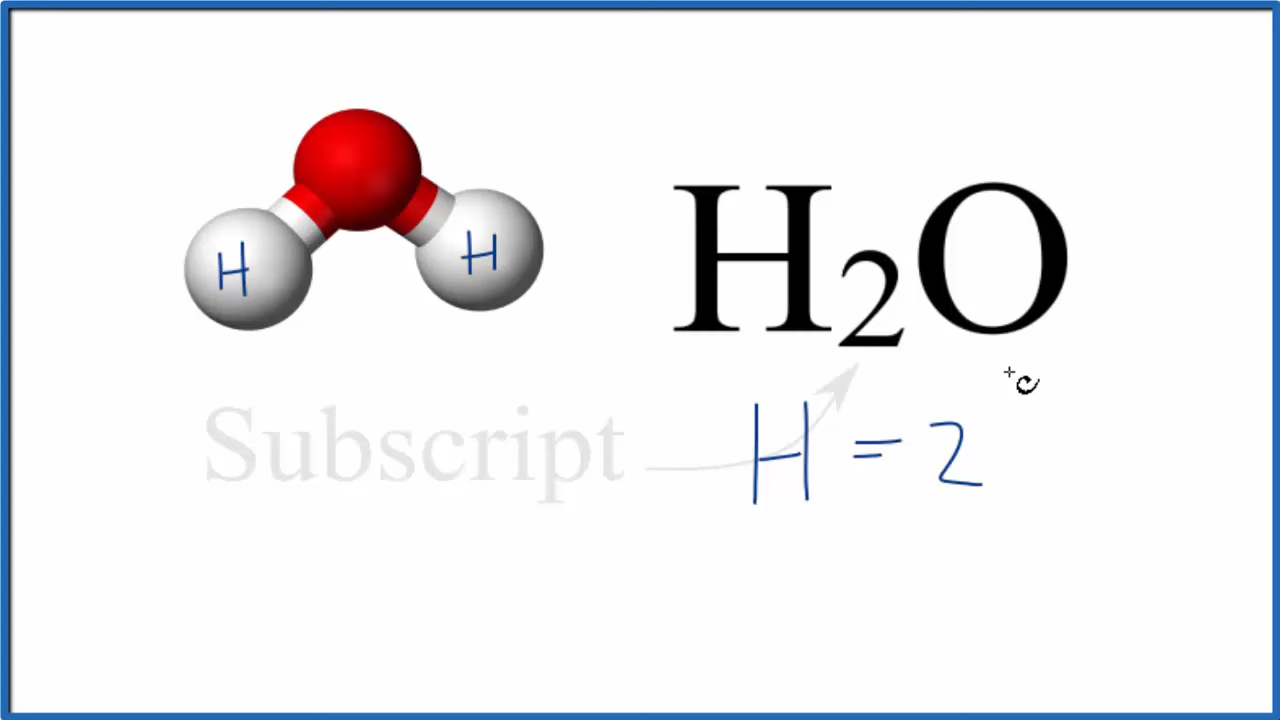 H H
H₂O
Subscript
H = 2